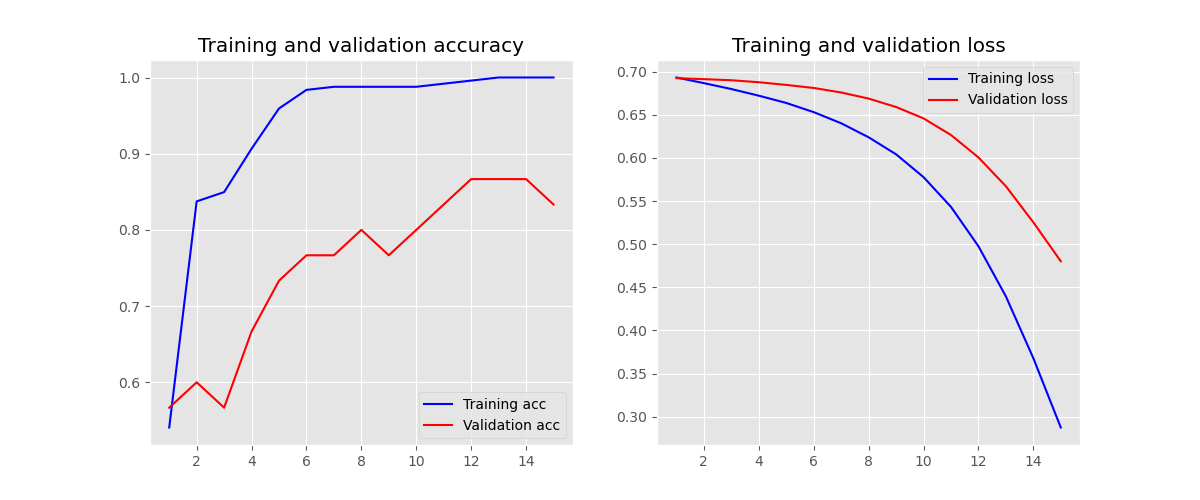 Training and validation accuracy
1.0
0.9
0.8
0.7
0.6
2 4 6 8 10 12 14
Training acc
Validation acc
Training and validation loss
0.70
0.65
0.60
0.55
0.50
0.45
0.40
0.35
0.30
2 4 6 8 10 12 14
Training loss
Validation loss